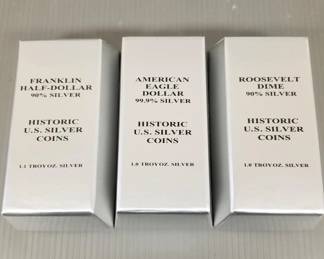 FRANKLIN
HALF-DOLLAR
90% SILVER
HISTORIC
U.S. SILVER
COINS
1.1 TROY OZ. SILVER
AMERICAN
EAGLE
DOLLAR
99.9% SILVER
HISTORIC
U.S. SILVER
COINS
1.0 TROY OZ. SILVER
ROOSEVELT
DIME
90% SILVER
HISTORIC
U.S. SILVER
COINS
1.0 TROY OZ. SILVER